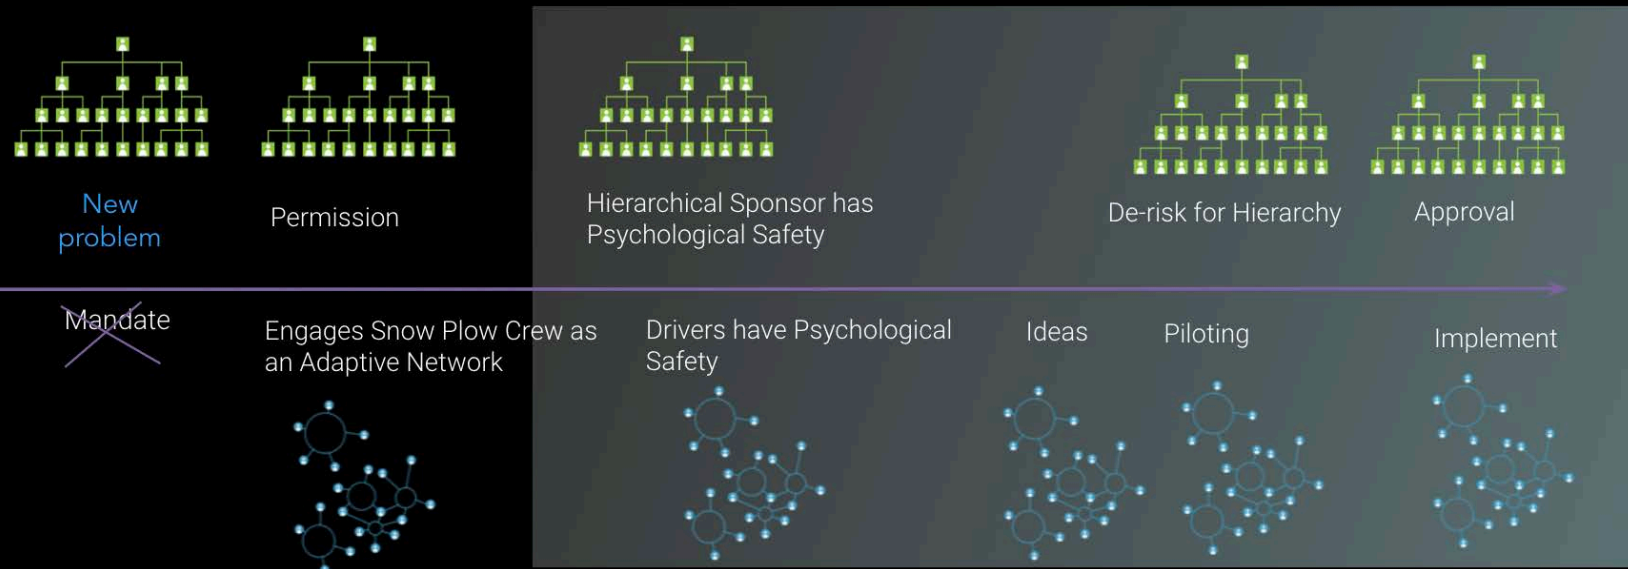 New
problem
Permission
Hierarchical Sponsor has
Psychological Safety
De-risk for Hierarchy
Approval
Mandate
Engages Snow Plow Crew as
an Adaptive Network
Drivers have Psychological
Safety
Ideas
Piloting
Implement